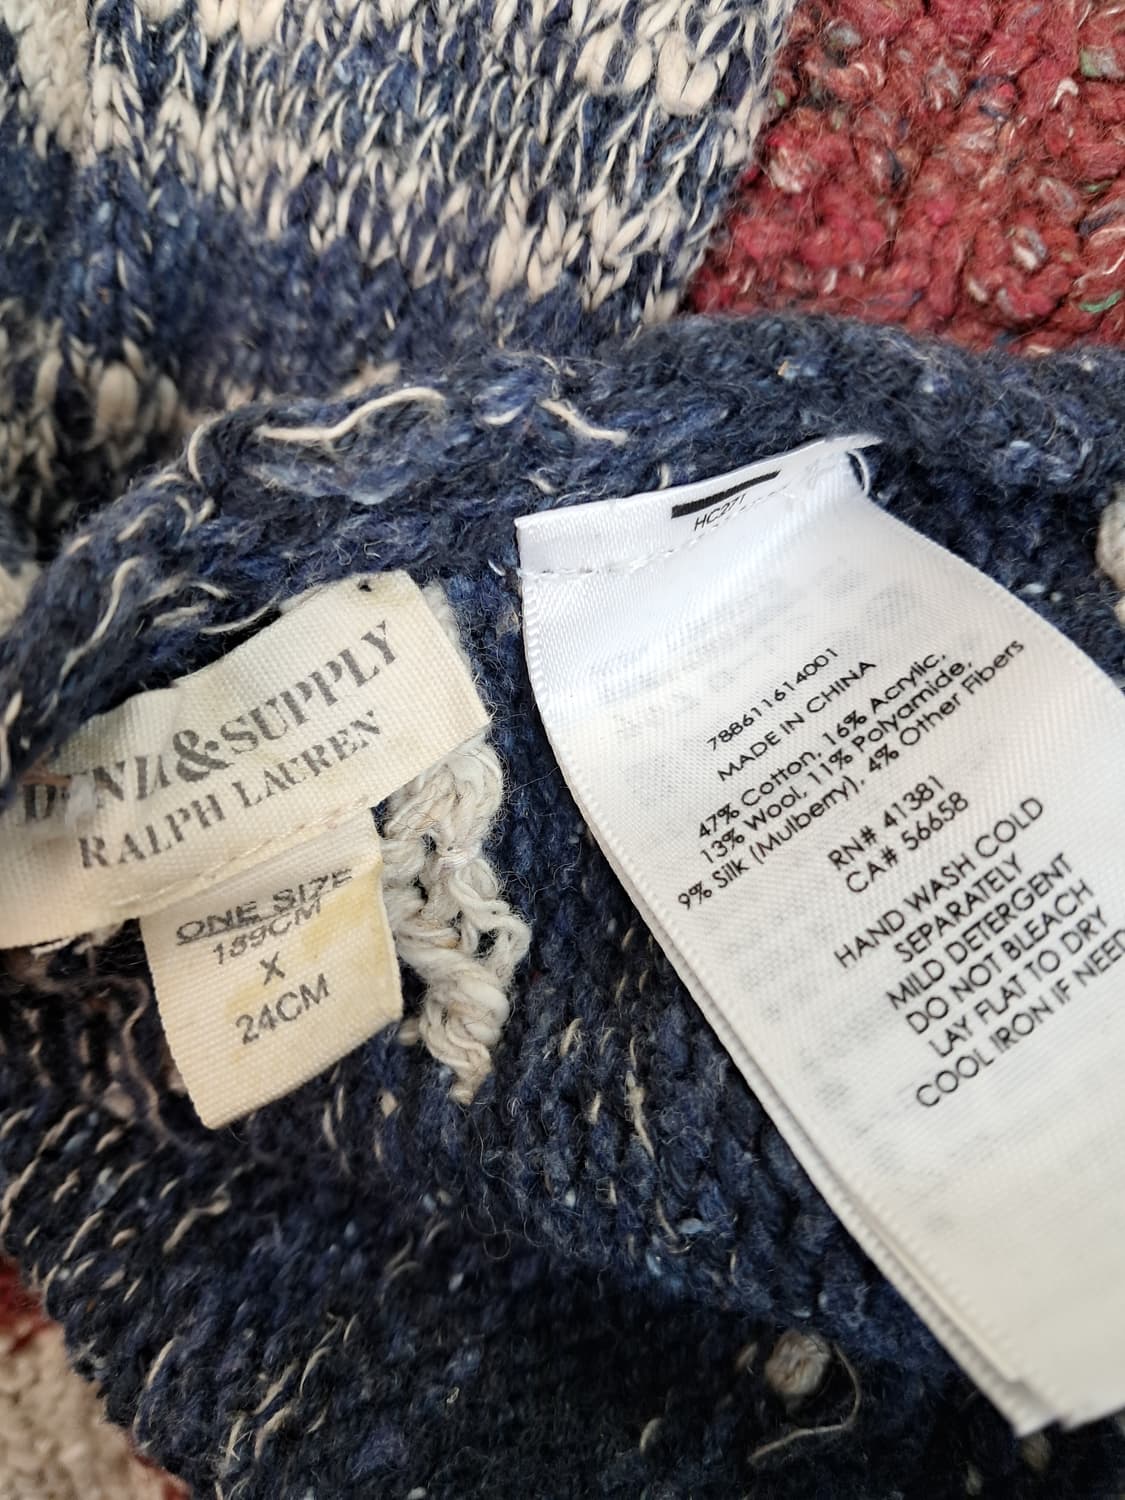 &SUPPLY
RALPH LAUREN
ONE SIZE
159CM
X
24CM
788611614001
MADE IN CHINA
47% Cotton, 16% Acrylic,
13% Wool, 11% Polyamide,
9% Silk (Mulberry), 4% Other Fibers
RN# 41381
CA# 56658
HAND WASH COLD
SEPARATELY
MILD DETERGENT
DO NOT BLEACH
LAY FLAT TO DRY
COOL IRON IF NEED